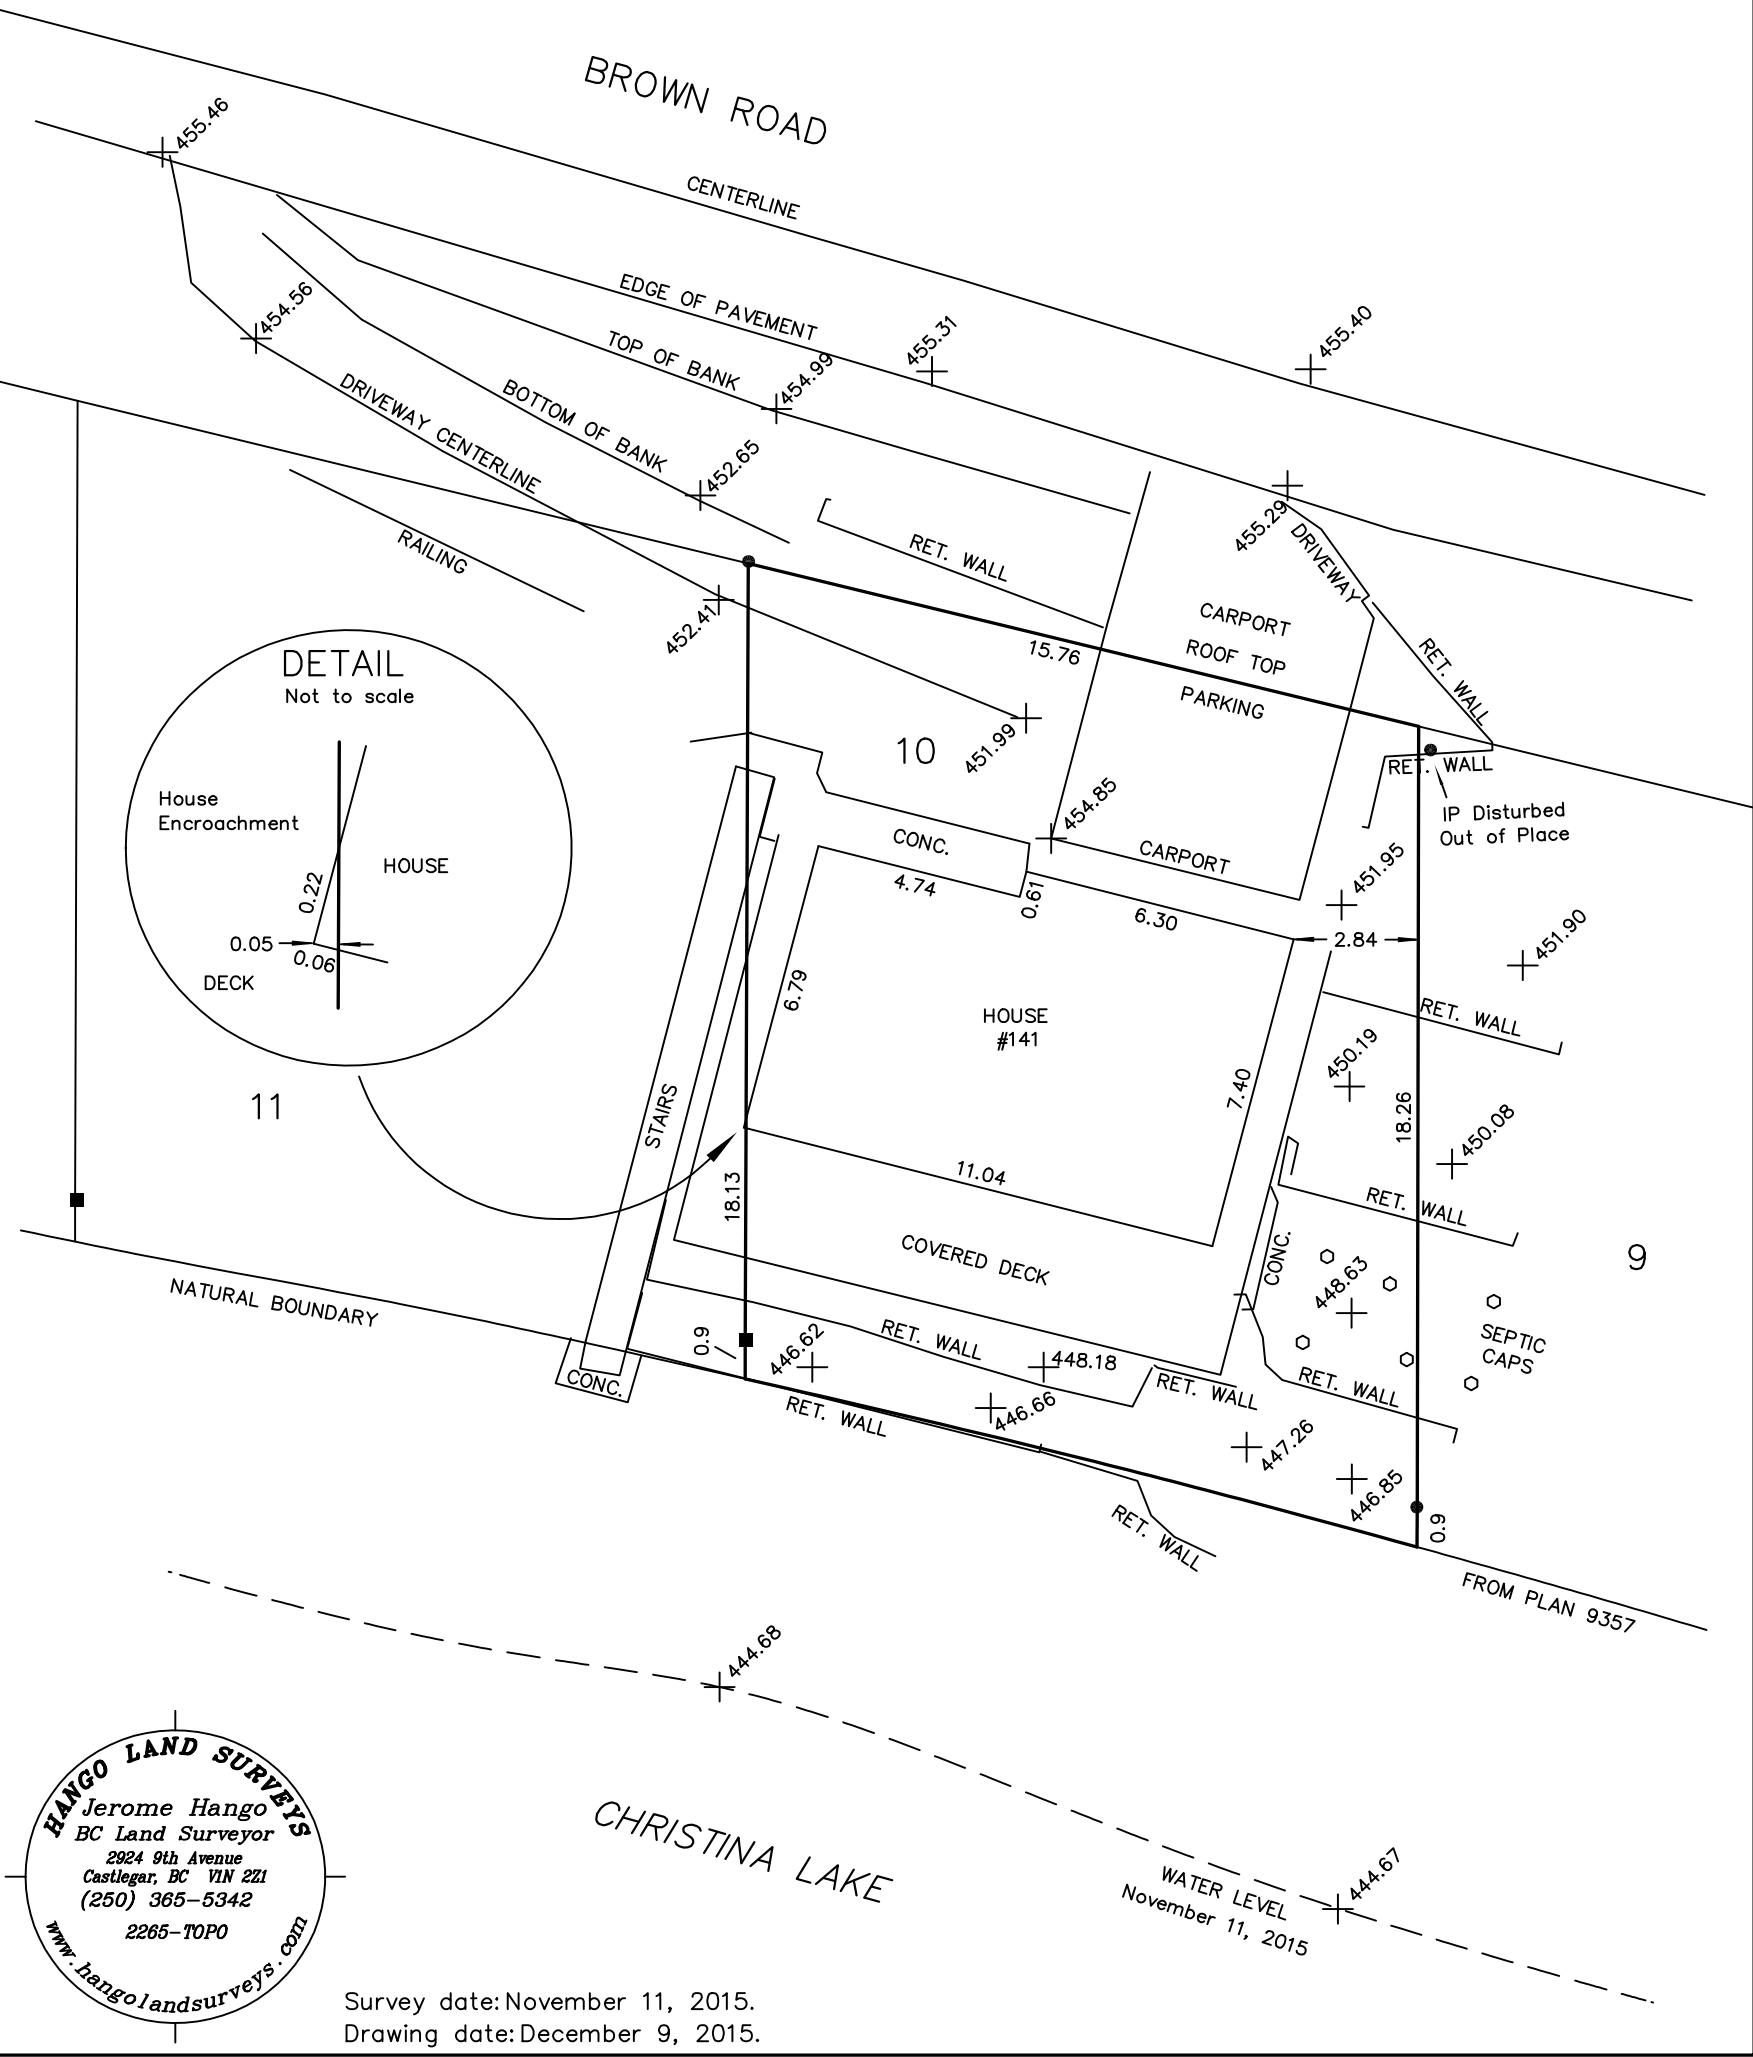 BROWN ROAD
455.46
CENTERLINE
454.56
EDGE OF PAVEMENT
455.31
455.40
TOP OF BANK
454.99
DRIVEWAY CENTERLINE
BOTTOM OF BANK
452.65
455.29
DRIVEWAY
RAILING
RET. WALL
452.41
CARPORT
ROOF TOP
PARKING
15.76
RET. WALL
DETAIL
Not to scale
House
Encroachment
HOUSE
0.22
0.05
0.06
DECK
10
451.99
RET. WALL
IP Disturbed
Out of Place
454.85
CONC.
CARPORT
451.95
4.74
0.61
6.30
2.84
451.90
6.79
HOUSE
#141
RET. WALL
450.19
7.40
18.26
450.08
11
STAIRS
18.13
11.04
RET. WALL
COVERED DECK
CONC.
9
448.63
NATURAL BOUNDARY
0.9
446.62
RET. WALL
448.18
SEPTIC
CAPS
CONC.
RET. WALL
446.66
RET. WALL
RET. WALL
447.26
446.85
0.9
RET. WALL
FROM PLAN 9357
444.68
CHRISTINA LAKE
444.67
WATER LEVEL
November 11, 2015
HANGO LAND SURVEYS
Jerome Hango
BC Land Surveyor
2924 9th Avenue
Castlegar, BC V1N 2Z1
(250) 365-5342
2265-TOPO
www.hangolandsurveys.com
Survey date: November 11, 2015.
Drawing date: December 9, 2015.